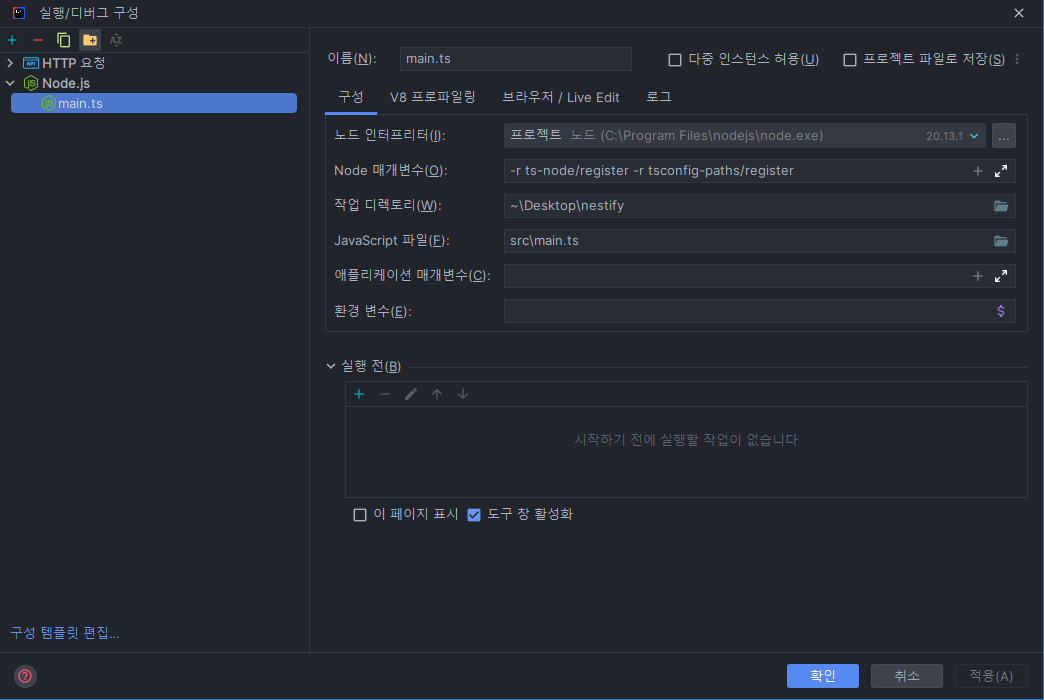 실행/디버그 구성
HTTP 요청
Node.js
main.ts
이름(N): main.ts 다중 인스턴스 허용(U) 프로젝트 파일로 저장(S)
구성 V8 프로파일링 브라우저 / Live Edit 로그
노드 인터프리터(I): 프로젝트 노드 (C:\Program Files\nodejs\node.exe) 20.13.1 ...
Node 매개변수(O): -r ts-node/register -r tsconfig-paths/register
작업 디렉토리(W): ~\Desktop\nestify
JavaScript 파일(F): src\main.ts
애플리케이션 매개변수(C):
환경 변수(E): $
실행 전(B)
시작하기 전에 실행할 작업이 없습니다
이 페이지 표시 도구 창 활성화
구성 템플릿 편집...
확인 취소 적용(A)